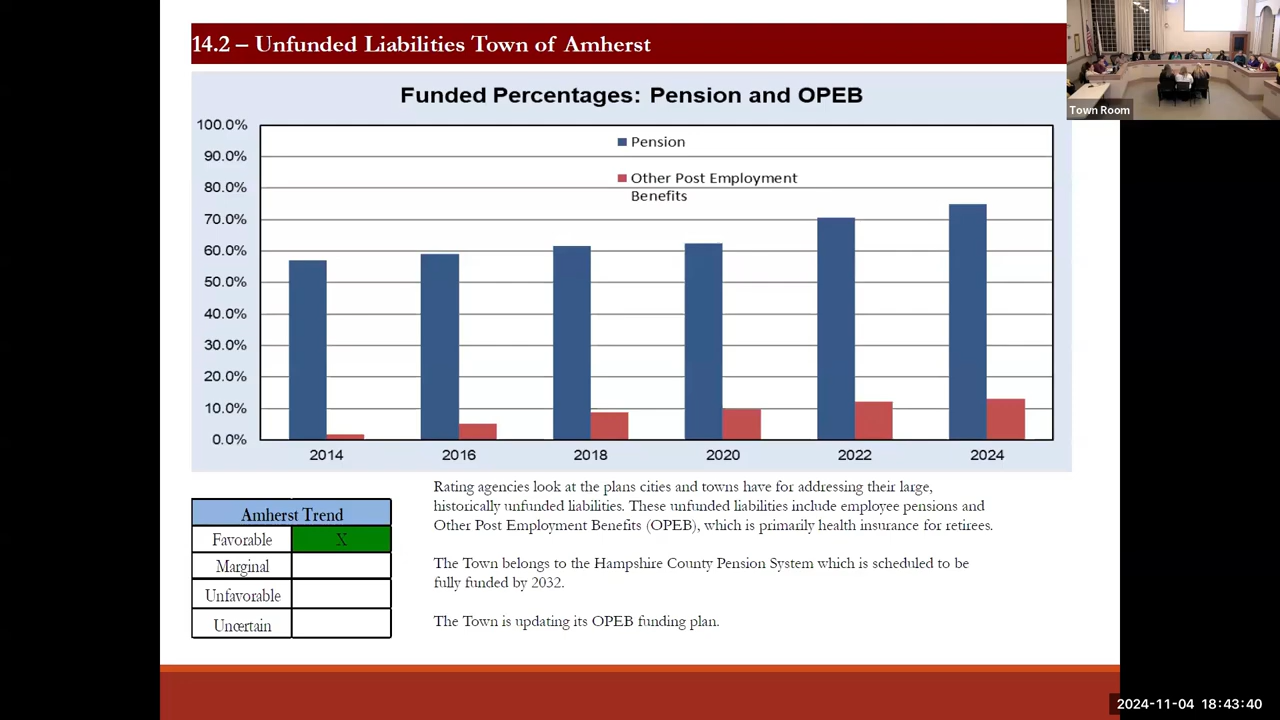 14.2 – Unfunded Liabilities Town of Amherst
Town Room
Funded Percentages: Pension and OPEB
100.0%
90.0%
80.0%
70.0%
60.0%
50.0%
40.0%
30.0%
20.0%
10.0%
0.0%
Pension
Other Post Employment
Benefits
2014 2016 2018 2020 2022 2024
Amherst Trend
Favorable X
Marginal
Unfavorable
Uncertain
Rating agencies look at the plans cities and towns have for addressing their large,
historically unfunded liabilities. These unfunded liabilities include employee pensions and
Other Post Employment Benefits (OPEB), which is primarily health insurance for retirees.
The Town belongs to the Hampshire County Pension System which is scheduled to be
fully funded by 2032.
The Town is updating its OPEB funding plan.
2024-11-04 18:43:40